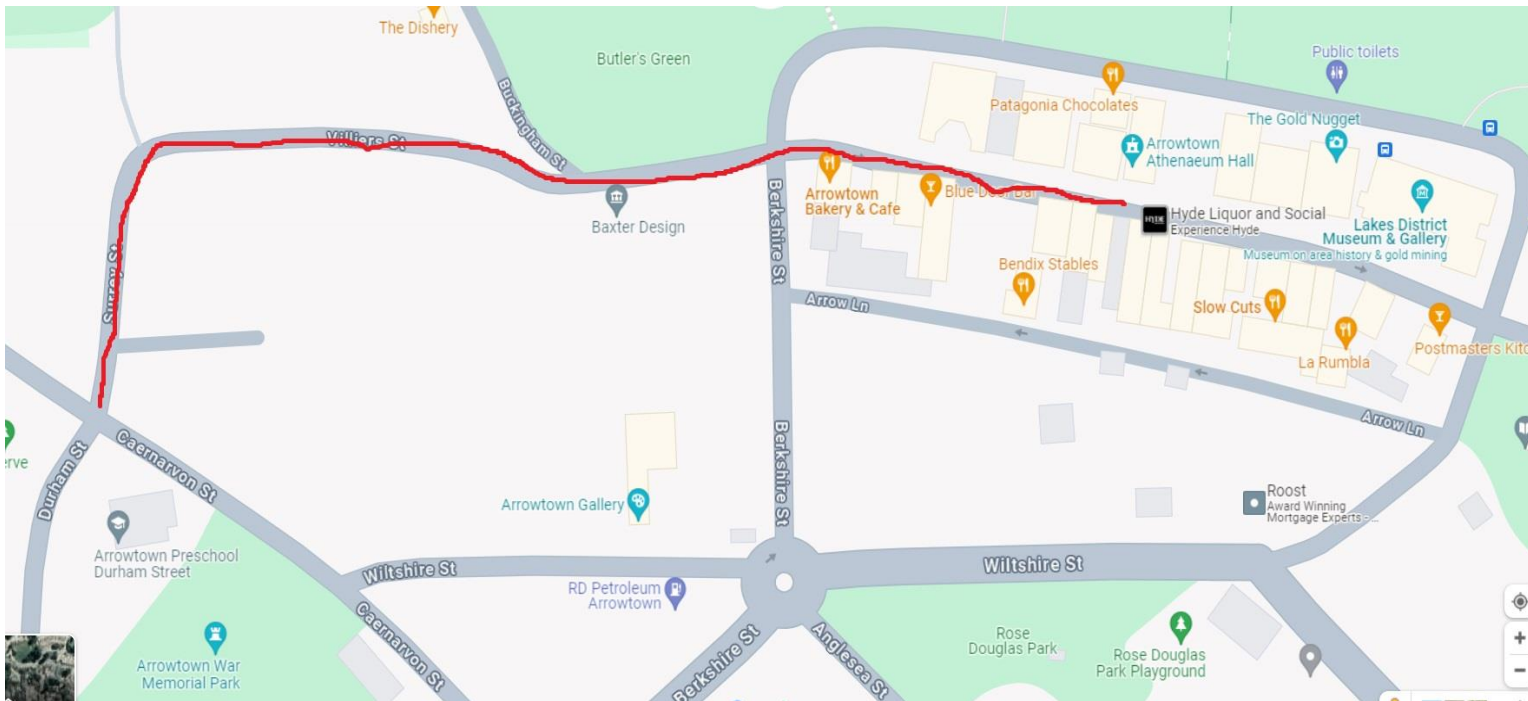 The Dishery
Butler's Green
Public toilets
Buckingham St
Patagonia Chocolates
The Gold Nugget
Villiers St
Arrowtown
Athenaeum Hall
Berkshire St
Arrowtown
Bakery & Cafe
Blue Door Bar
HYDE
Hyde Liquor and Social
Experience Hyde
Lakes District
Museum & Gallery
Museum on area history & gold mining
Baxter Design
Surrey St
Bendix Stables
Arrow Ln
Slow Cuts
La Rumbla
Postmasters Kitc
Arrow Ln
Berkshire St
Caernarvon St
erve
Durham St
Arrowtown Gallery
Roost
Award Winning
Mortgage Experts - ...
Arrowtown Preschool
Durham Street
Wiltshire St
Wiltshire St
RD Petroleum
Arrowtown
Caernarvon St
Berkshire St
Anglesea St
Rose
Douglas Park
Rose Douglas
Park Playground
Arrowtown War
Memorial Park